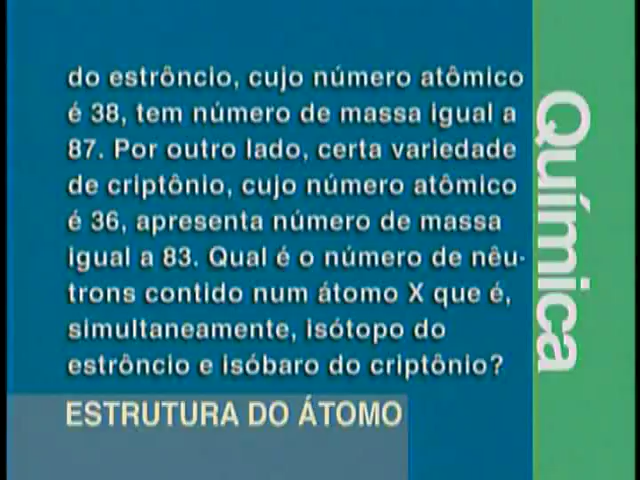 do estrôncio, cujo número atômico
é 38, tem número de massa igual a
87. Por outro lado, certa variedade
de criptônio, cujo número atômico
é 36, apresenta número de massa
igual a 83. Qual é o número de nêu-
trons contido num átomo X que é,
simultaneamente, isótopo do
estrôncio e isóbaro do criptônio?
ESTRUTURA DO ÁTOMO
Química